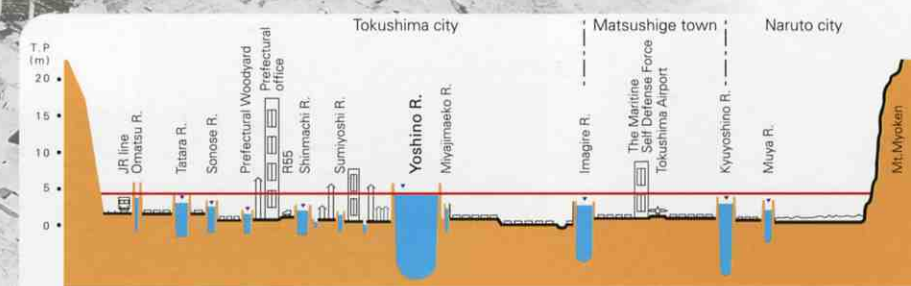 Tokushima city
Matsushige town
Naruto city
T.P
(m)
20
15
10
5
0
JR line
Omatsu R.
Tatara R.
Sonose R.
Prefectural Woodyard
Prefectural
office
R55
Shinmachi R.
Sumiyoshi R.
Yoshino R.
Miyajimaeko R.
Imagire R.
The Maritine
Self Defense Force
Tokushima Airport
Kyuyoshino R.
Muya R.
Mt.Myoken